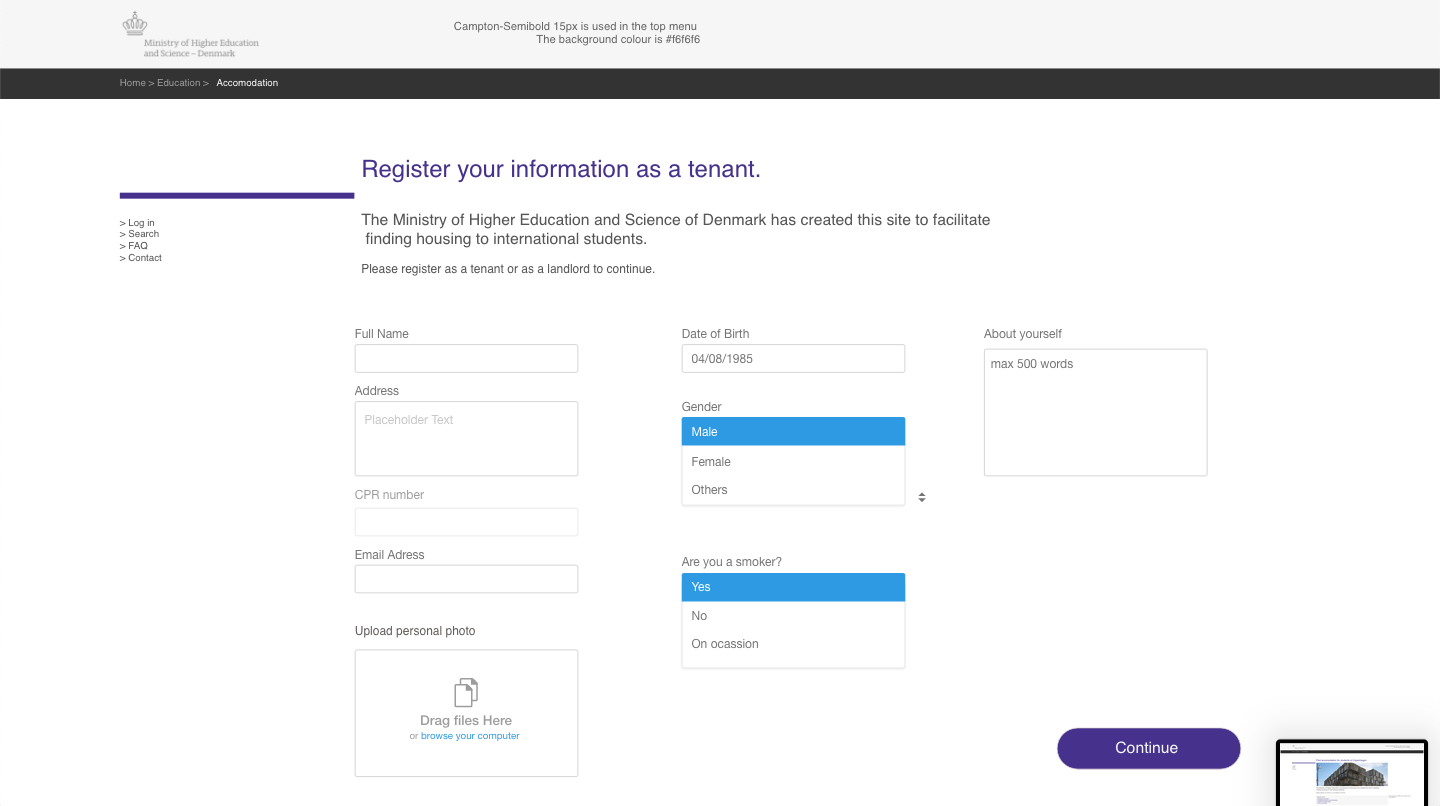 Ministry of Higher Education
and Science – Denmark
Campton-Semibold 15px is used in the top menu
The background colour is #f6f6f6
Home > Education > Accomodation
Register your information as a tenant.
> Log in
> Search
> FAQ
> Contact
The Ministry of Higher Education and Science of Denmark has created this site to facilitate
finding housing to international students.
Please register as a tenant or as a landlord to continue.
Full Name
Address
Placeholder Text
CPR number
Email Adress
Upload personal photo
Drag files Here
or browse your computer
Date of Birth
04/08/1985
Gender
Male
Female
Others
Are you a smoker?
Yes
No
On ocassion
About yourself
max 500 words
Continue